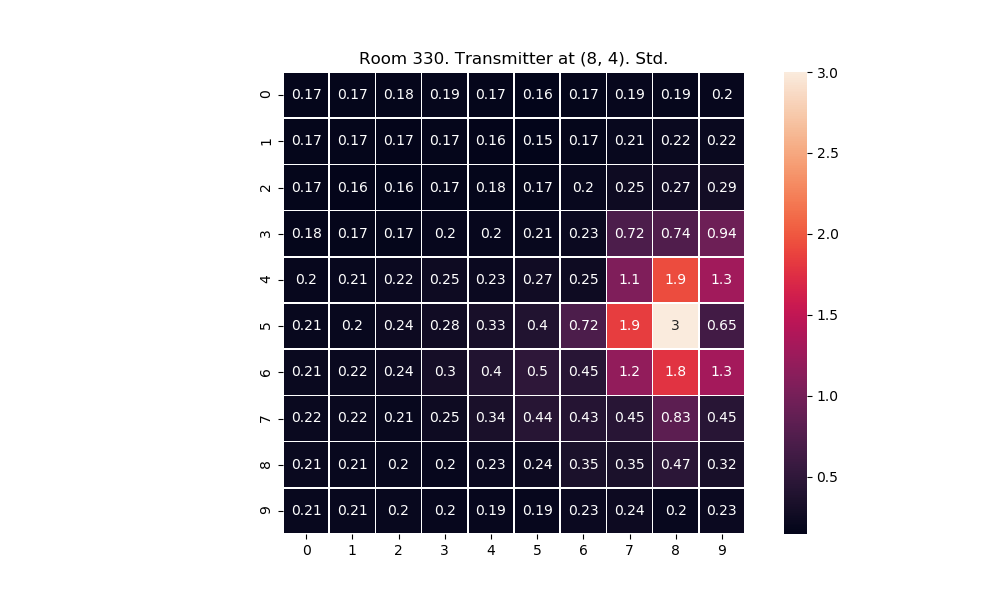 Room 330. Transmitter at (8, 4). Std.
0 0.17 0.17 0.18 0.19 0.17 0.16 0.17 0.19 0.19 0.2
1 0.17 0.17 0.17 0.17 0.16 0.15 0.17 0.21 0.22 0.22
2 0.17 0.16 0.16 0.17 0.18 0.17 0.2 0.25 0.27 0.29
3 0.18 0.17 0.17 0.2 0.2 0.21 0.23 0.72 0.74 0.94
4 0.2 0.21 0.22 0.25 0.23 0.27 0.25 1.1 1.9 1.3
5 0.21 0.2 0.24 0.28 0.33 0.4 0.72 1.9 3 0.65
6 0.21 0.22 0.24 0.3 0.4 0.5 0.45 1.2 1.8 1.3
7 0.22 0.22 0.21 0.25 0.34 0.44 0.43 0.45 0.83 0.45
8 0.21 0.21 0.2 0.2 0.23 0.24 0.35 0.35 0.47 0.32
9 0.21 0.21 0.2 0.2 0.19 0.19 0.23 0.24 0.2 0.23
0 1 2 3 4 5 6 7 8 9
3.0
2.5
2.0
1.5
1.0
0.5